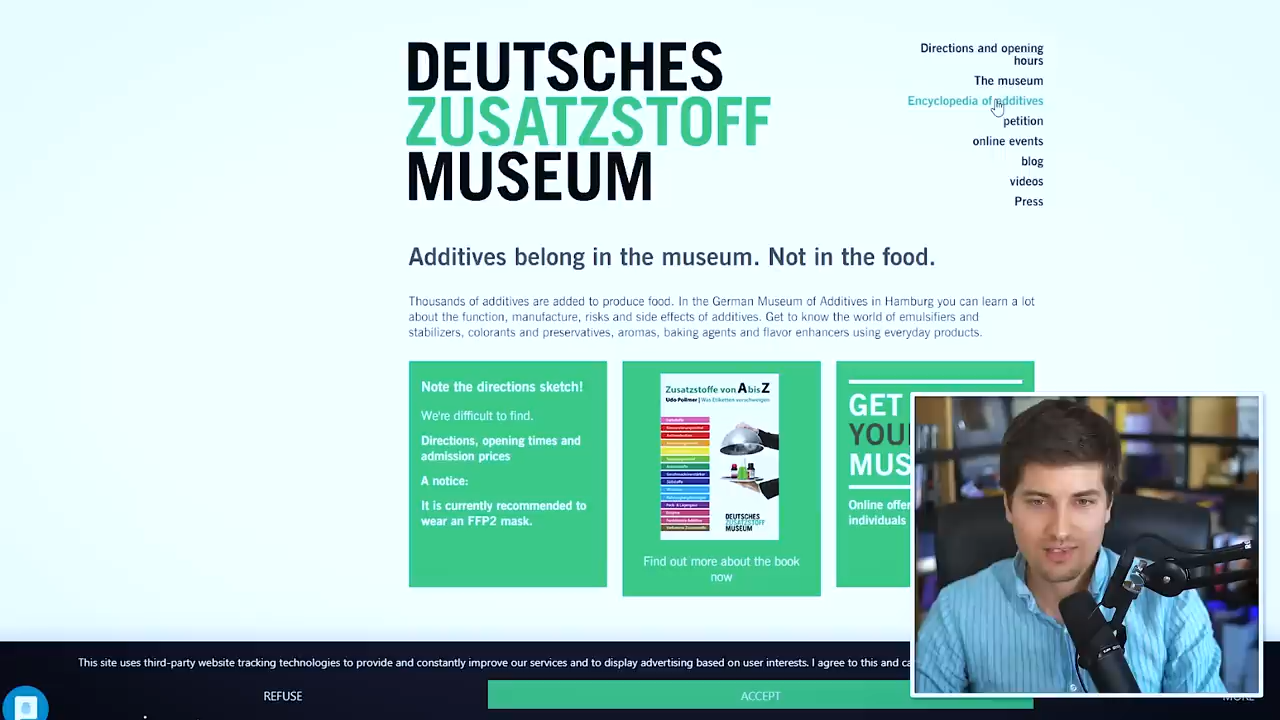 DEUTSCHES
ZUSATZSTOFF
MUSEUM
Directions and opening
hours
The museum
Encyclopedia of additives
petition
online events
blog
videos
Press
Additives belong in the museum. Not in the food.
Thousands of additives are added to produce food. In the German Museum of Additives in Hamburg you can learn a lot
about the function, manufacture, risks and side effects of additives. Get to know the world of emulsifiers and
stabilizers, colorants and preservatives, aromas, baking agents and flavor enhancers using everyday products.
Note the directions sketch!
We're difficult to find.
Directions, opening times and
admission prices
A notice:
It is currently recommended to
wear an FFP2 mask.
Zusatzstoffe von A bis Z
Udo Pollmer | Was Etiketten verschweigen
DEUTSCHES
ZUSATZSTOFF
MUSEUM
Find out more about the book
now
GET
YOU
MUS
Online offer
individuals
This site uses third-party website tracking technologies to provide and constantly improve our services and to display advertising based on user interests. I agree to this and ca
REFUSE
ACCEPT
MORE